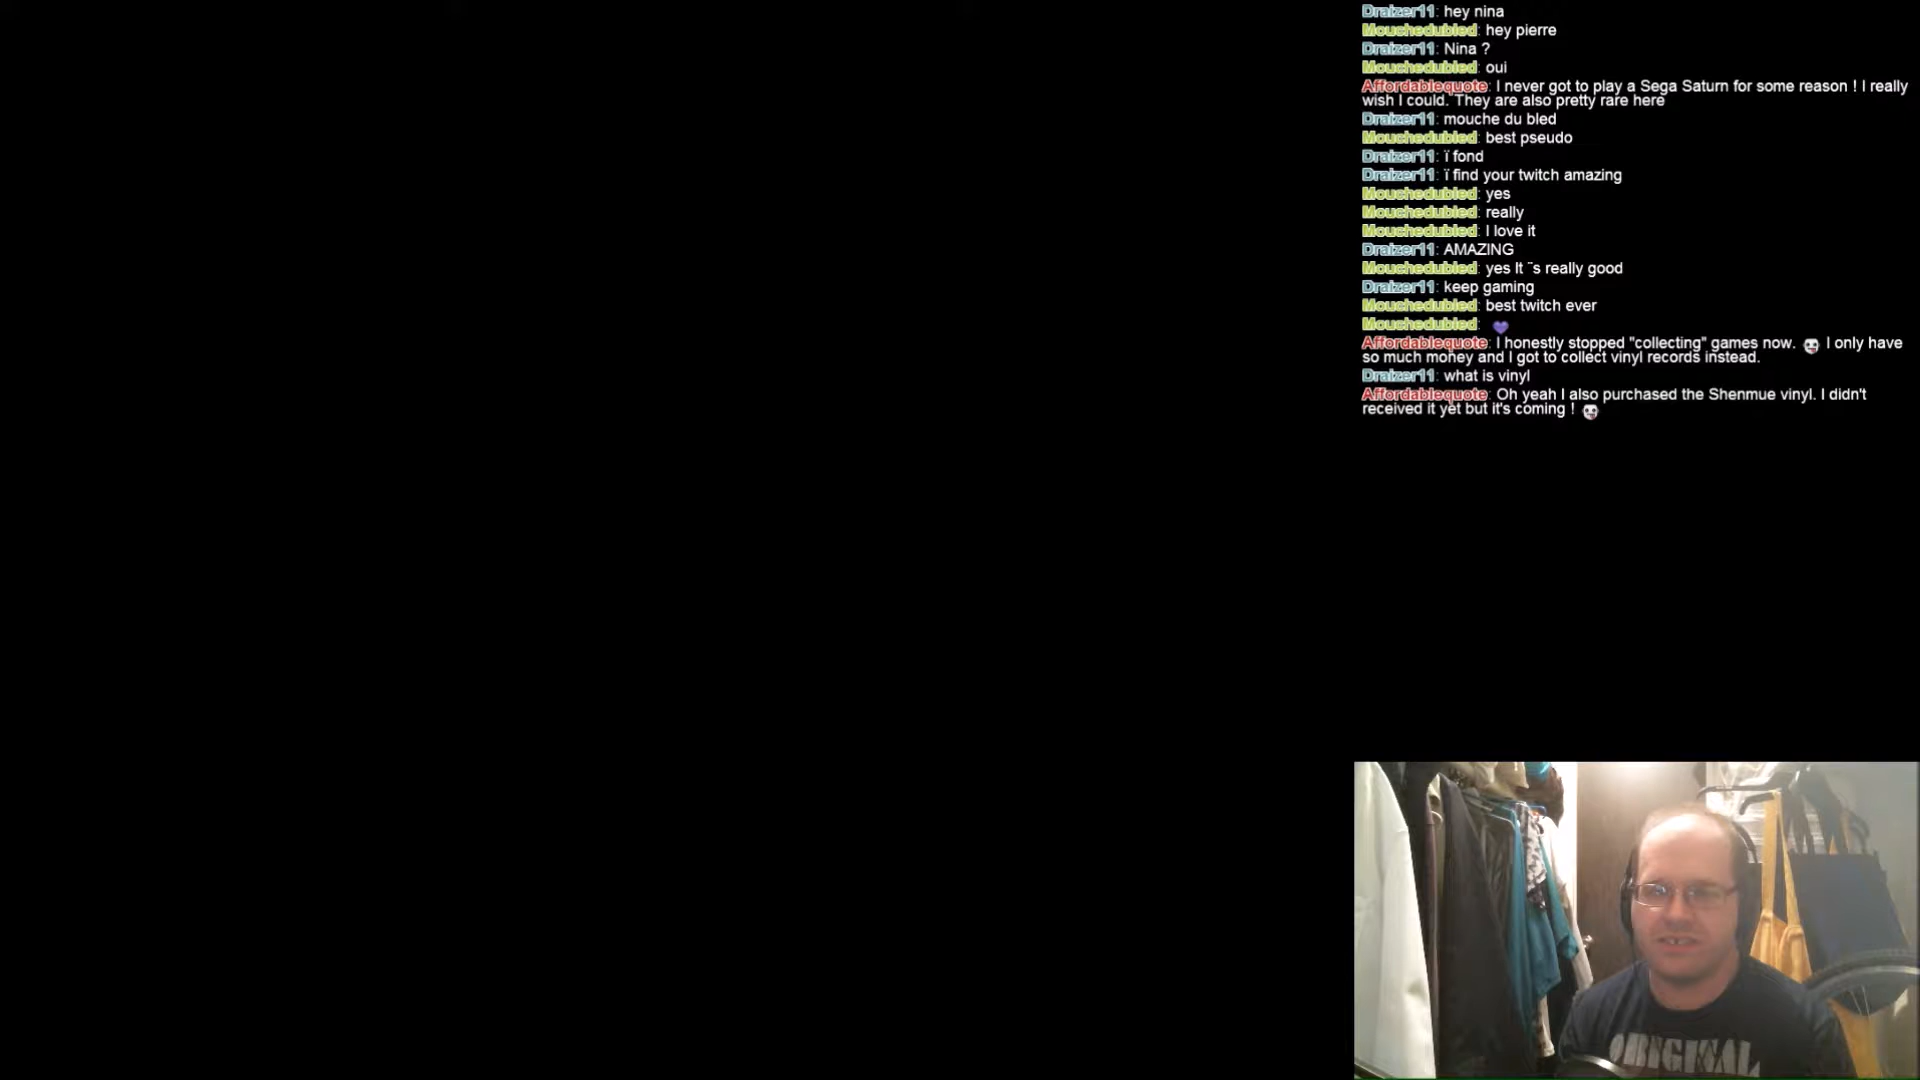 Draizer11: hey nina
Mouchedubled: hey pierre
Draizer11: Nina ?
Mouchedubled: oui
Affordablequote: I never got to play a Sega Saturn for some reason ! I really
wish I could. They are also pretty rare here
Draizer11: mouche du bled
Mouchedubled: best pseudo
Draizer11: ï fond
Draizer11: ï find your twitch amazing
Mouchedubled: yes
Mouchedubled: really
Mouchedubled: I love it
Draizer11: AMAZING
Mouchedubled: yes It ¨s really good
Draizer11: keep gaming
Mouchedubled: best twitch ever
Mouchedubled:
Affordablequote: I honestly stopped "collecting" games now. I only have
so much money and I got to collect vinyl records instead.
Draizer11: what is vinyl
Affordablequote: Oh yeah I also purchased the Shenmue vinyl. I didn't
received it yet but it's coming !
ORIGINAL